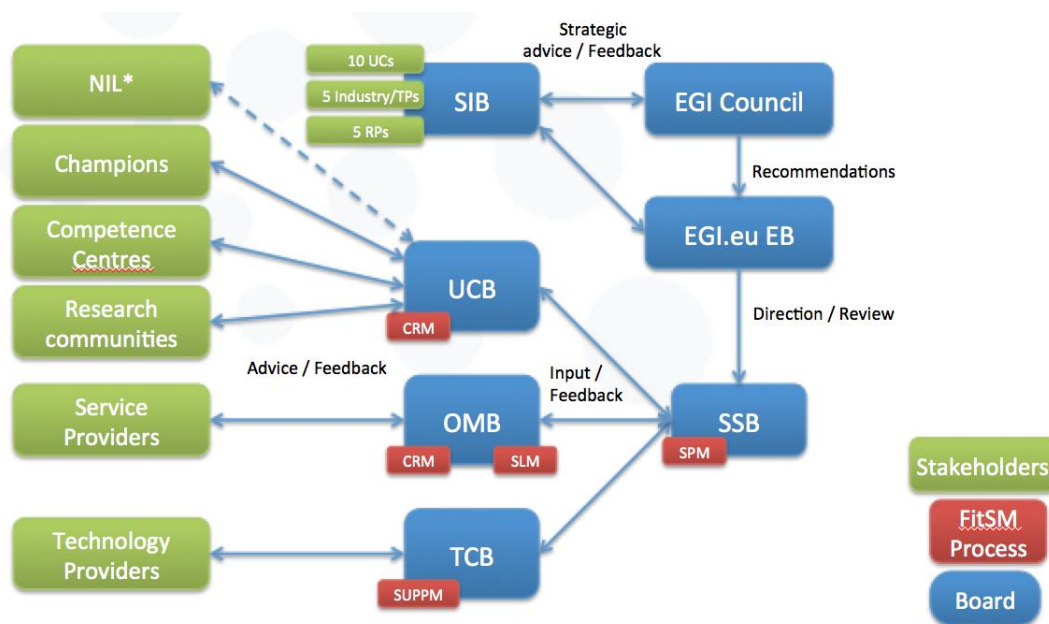 NIL*
Champions
Competence
Centres
Research
communities
Service
Providers
Technology
Providers
10 UCs
5 Industry/TPs
5 RPs
SIB
Strategic
advice / Feedback
EGI Council
Recommendations
EGI.eu EB
Direction / Review
UCB
CRM
Advice / Feedback
Input /
Feedback
OMB
CRM
SLM
SSB
SPM
TCB
SUPPM
Stakeholders
FitSM
Process
Board